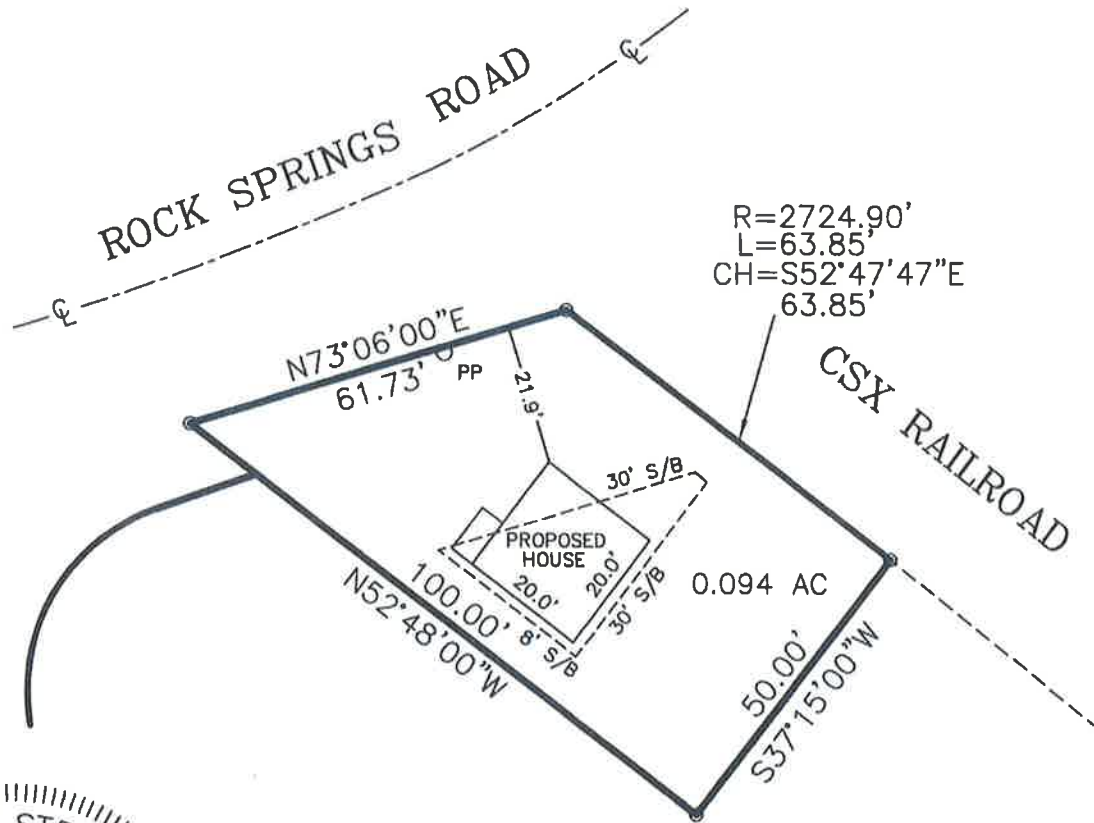 ROCK SPRINGS ROAD
℄
℄
R=2724.90'
L=63.85'
CH=S52°47'47"E
63.85'
CSX RAILROAD
N73°06'00"E
61.73'
PP
21.9'
30' S/B
PROPOSED
HOUSE
20.0'
20.0'
30' S/B
8' S/B
0.094 AC
100.00'
N52°48'00"W
50.00'
S37°15'00"W